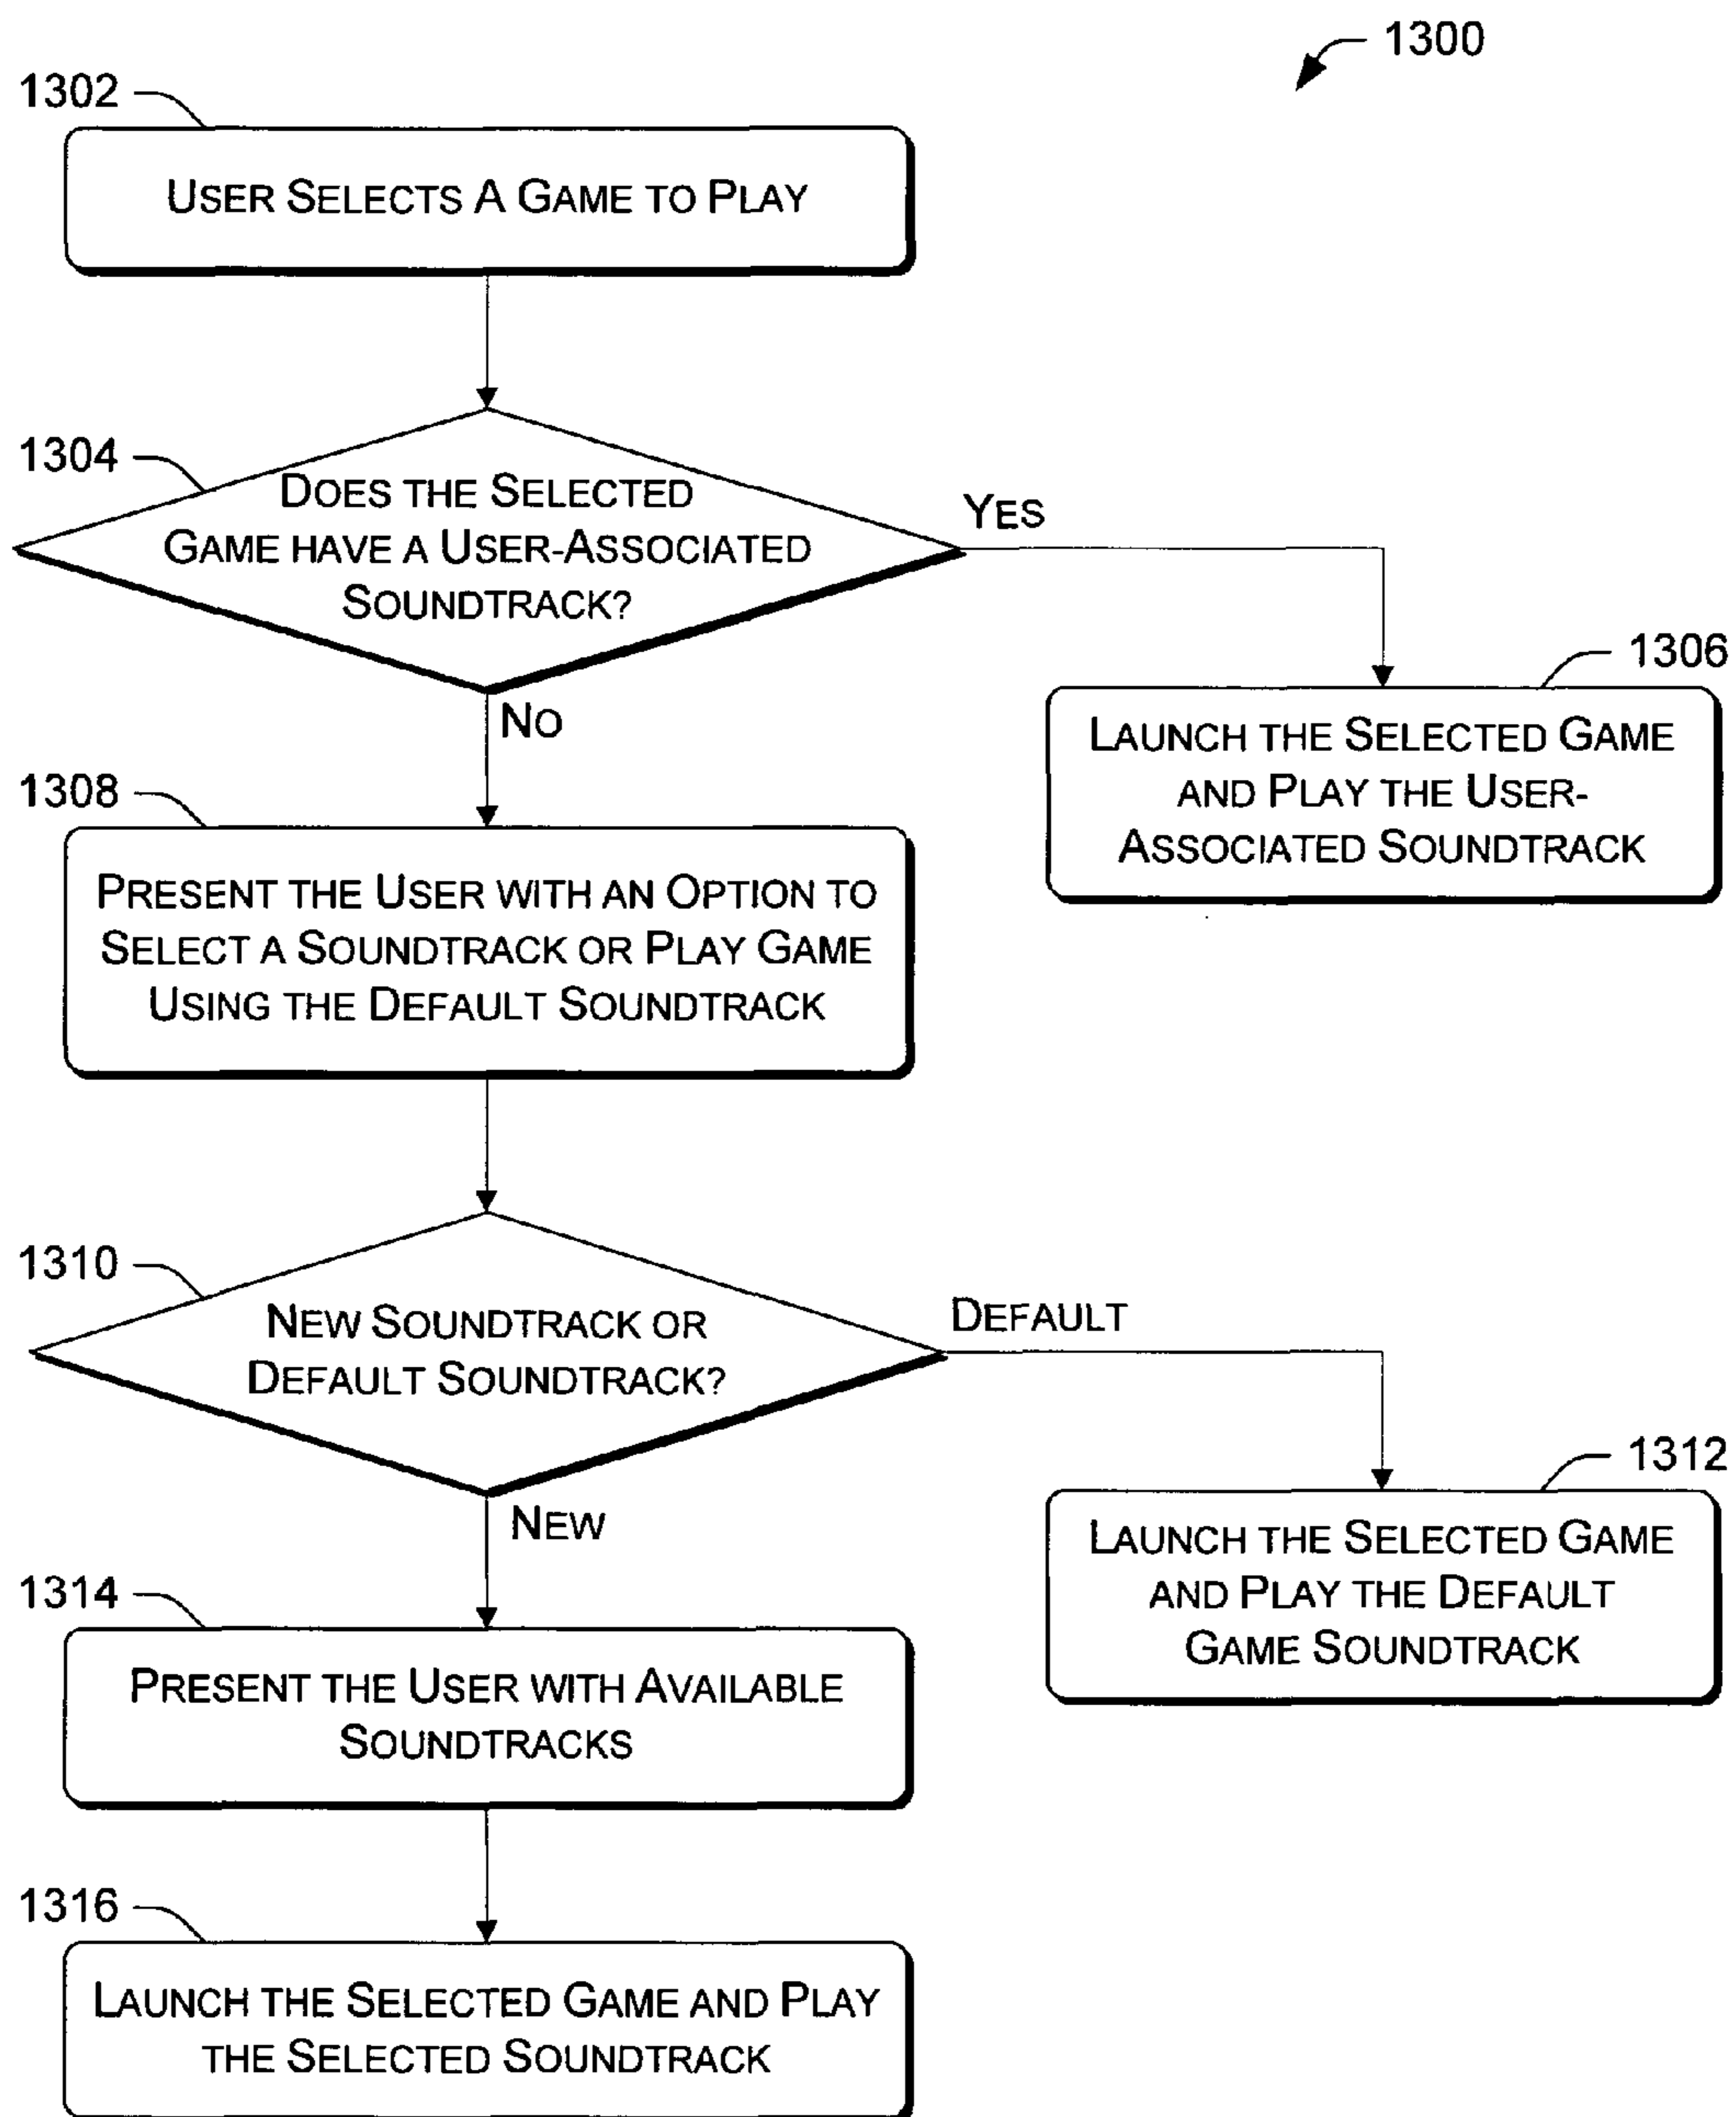 1300
1302
USER SELECTS A GAME TO PLAY
1304
DOES THE SELECTED
GAME HAVE A USER-ASSOCIATED
SOUNDTRACK?
YES
1306
LAUNCH THE SELECTED GAME
AND PLAY THE USER-
ASSOCIATED SOUNDTRACK
NO
1308
PRESENT THE USER WITH AN OPTION TO
SELECT A SOUNDTRACK OR PLAY GAME
USING THE DEFAULT SOUNDTRACK
1310
NEW SOUNDTRACK OR
DEFAULT SOUNDTRACK?
DEFAULT
1312
LAUNCH THE SELECTED GAME
AND PLAY THE DEFAULT
GAME SOUNDTRACK
NEW
1314
PRESENT THE USER WITH AVAILABLE
SOUNDTRACKS
1316
LAUNCH THE SELECTED GAME AND PLAY
THE SELECTED SOUNDTRACK